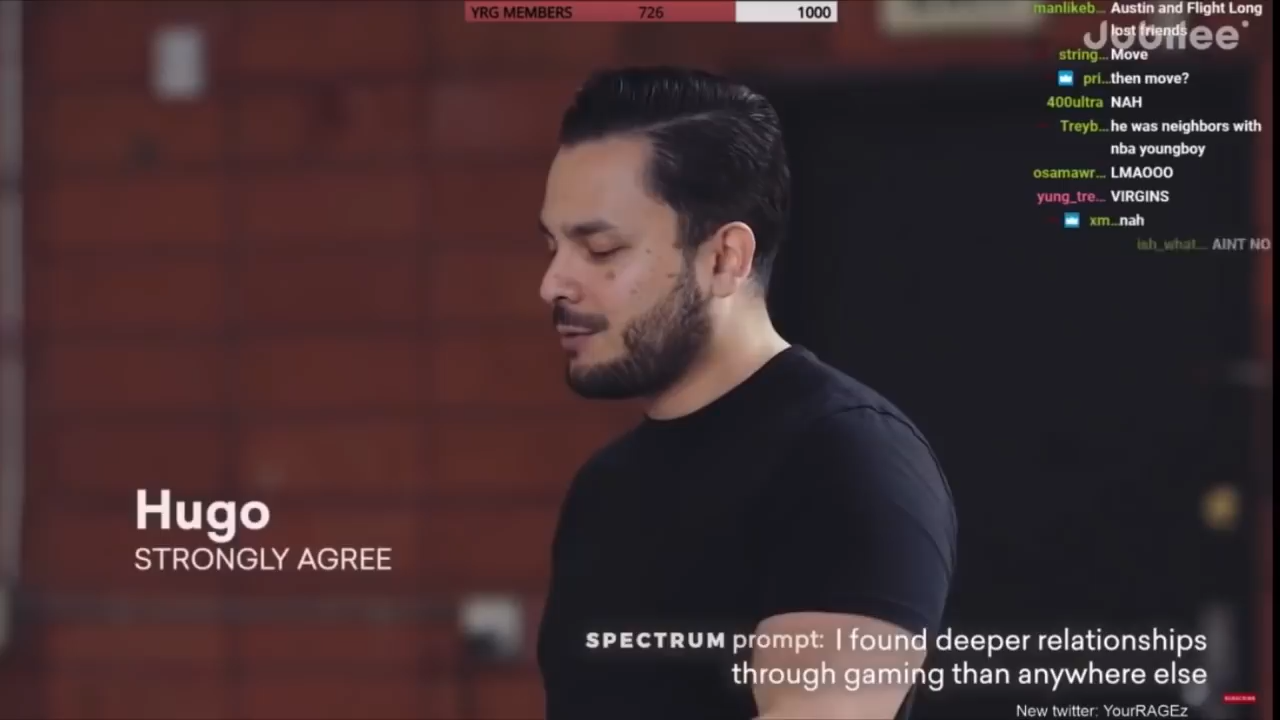 YRG MEMBERS 726 1000
manlikeb... Austin and Flight Long
lost friends
Jubilee
string... Move
pri...then move?
400ultra NAH
Treyb...he was neighbors with
nba youngboy
osamawr... LMAOOO
yung_tre... VIRGINS
xm...nah
ish_what... AINT NO
Hugo
STRONGLY AGREE
SPECTRUM prompt: I found deeper relationships
through gaming than anywhere else
SUBSCRIBE
New twitter: YourRAGEz